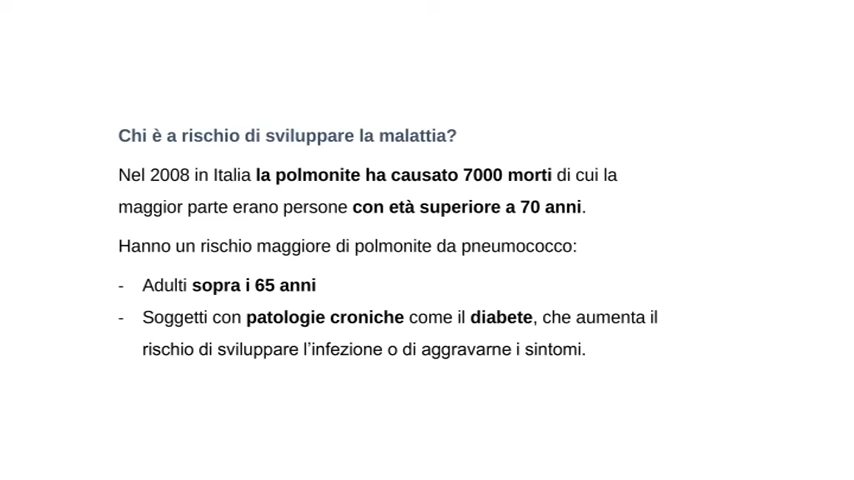 Chi è a rischio di sviluppare la malattia?
Nel 2008 in Italia la polmonite ha causato 7000 morti di cui la
maggior parte erano persone con età superiore a 70 anni.
Hanno un rischio maggiore di polmonite da pneumococco:
- Adulti sopra i 65 anni
- Soggetti con patologie croniche come il diabete, che aumenta il
rischio di sviluppare l’infezione o di aggravarne i sintomi.